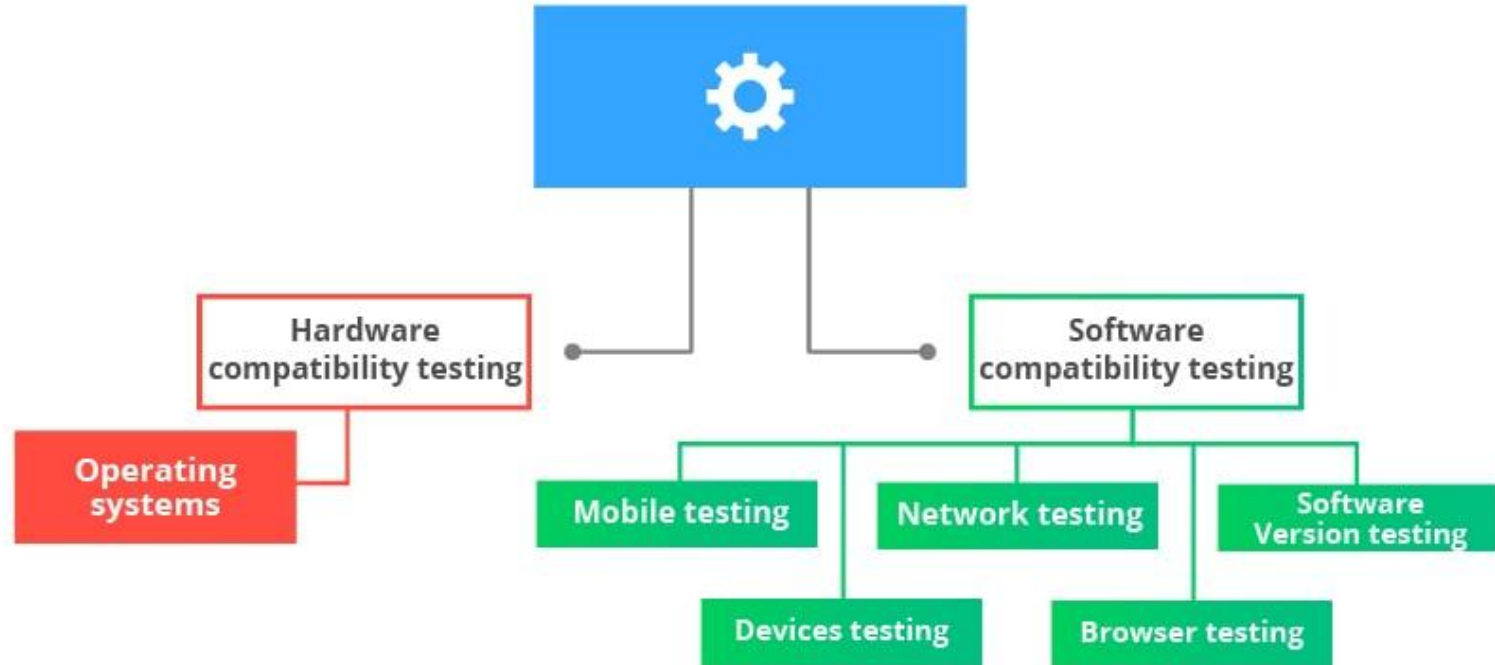 Hardware
compatibility testing
Software
compatibility testing
Operating
systems
Mobile testing
Network testing
Software
Version testing
Devices testing
Browser testing